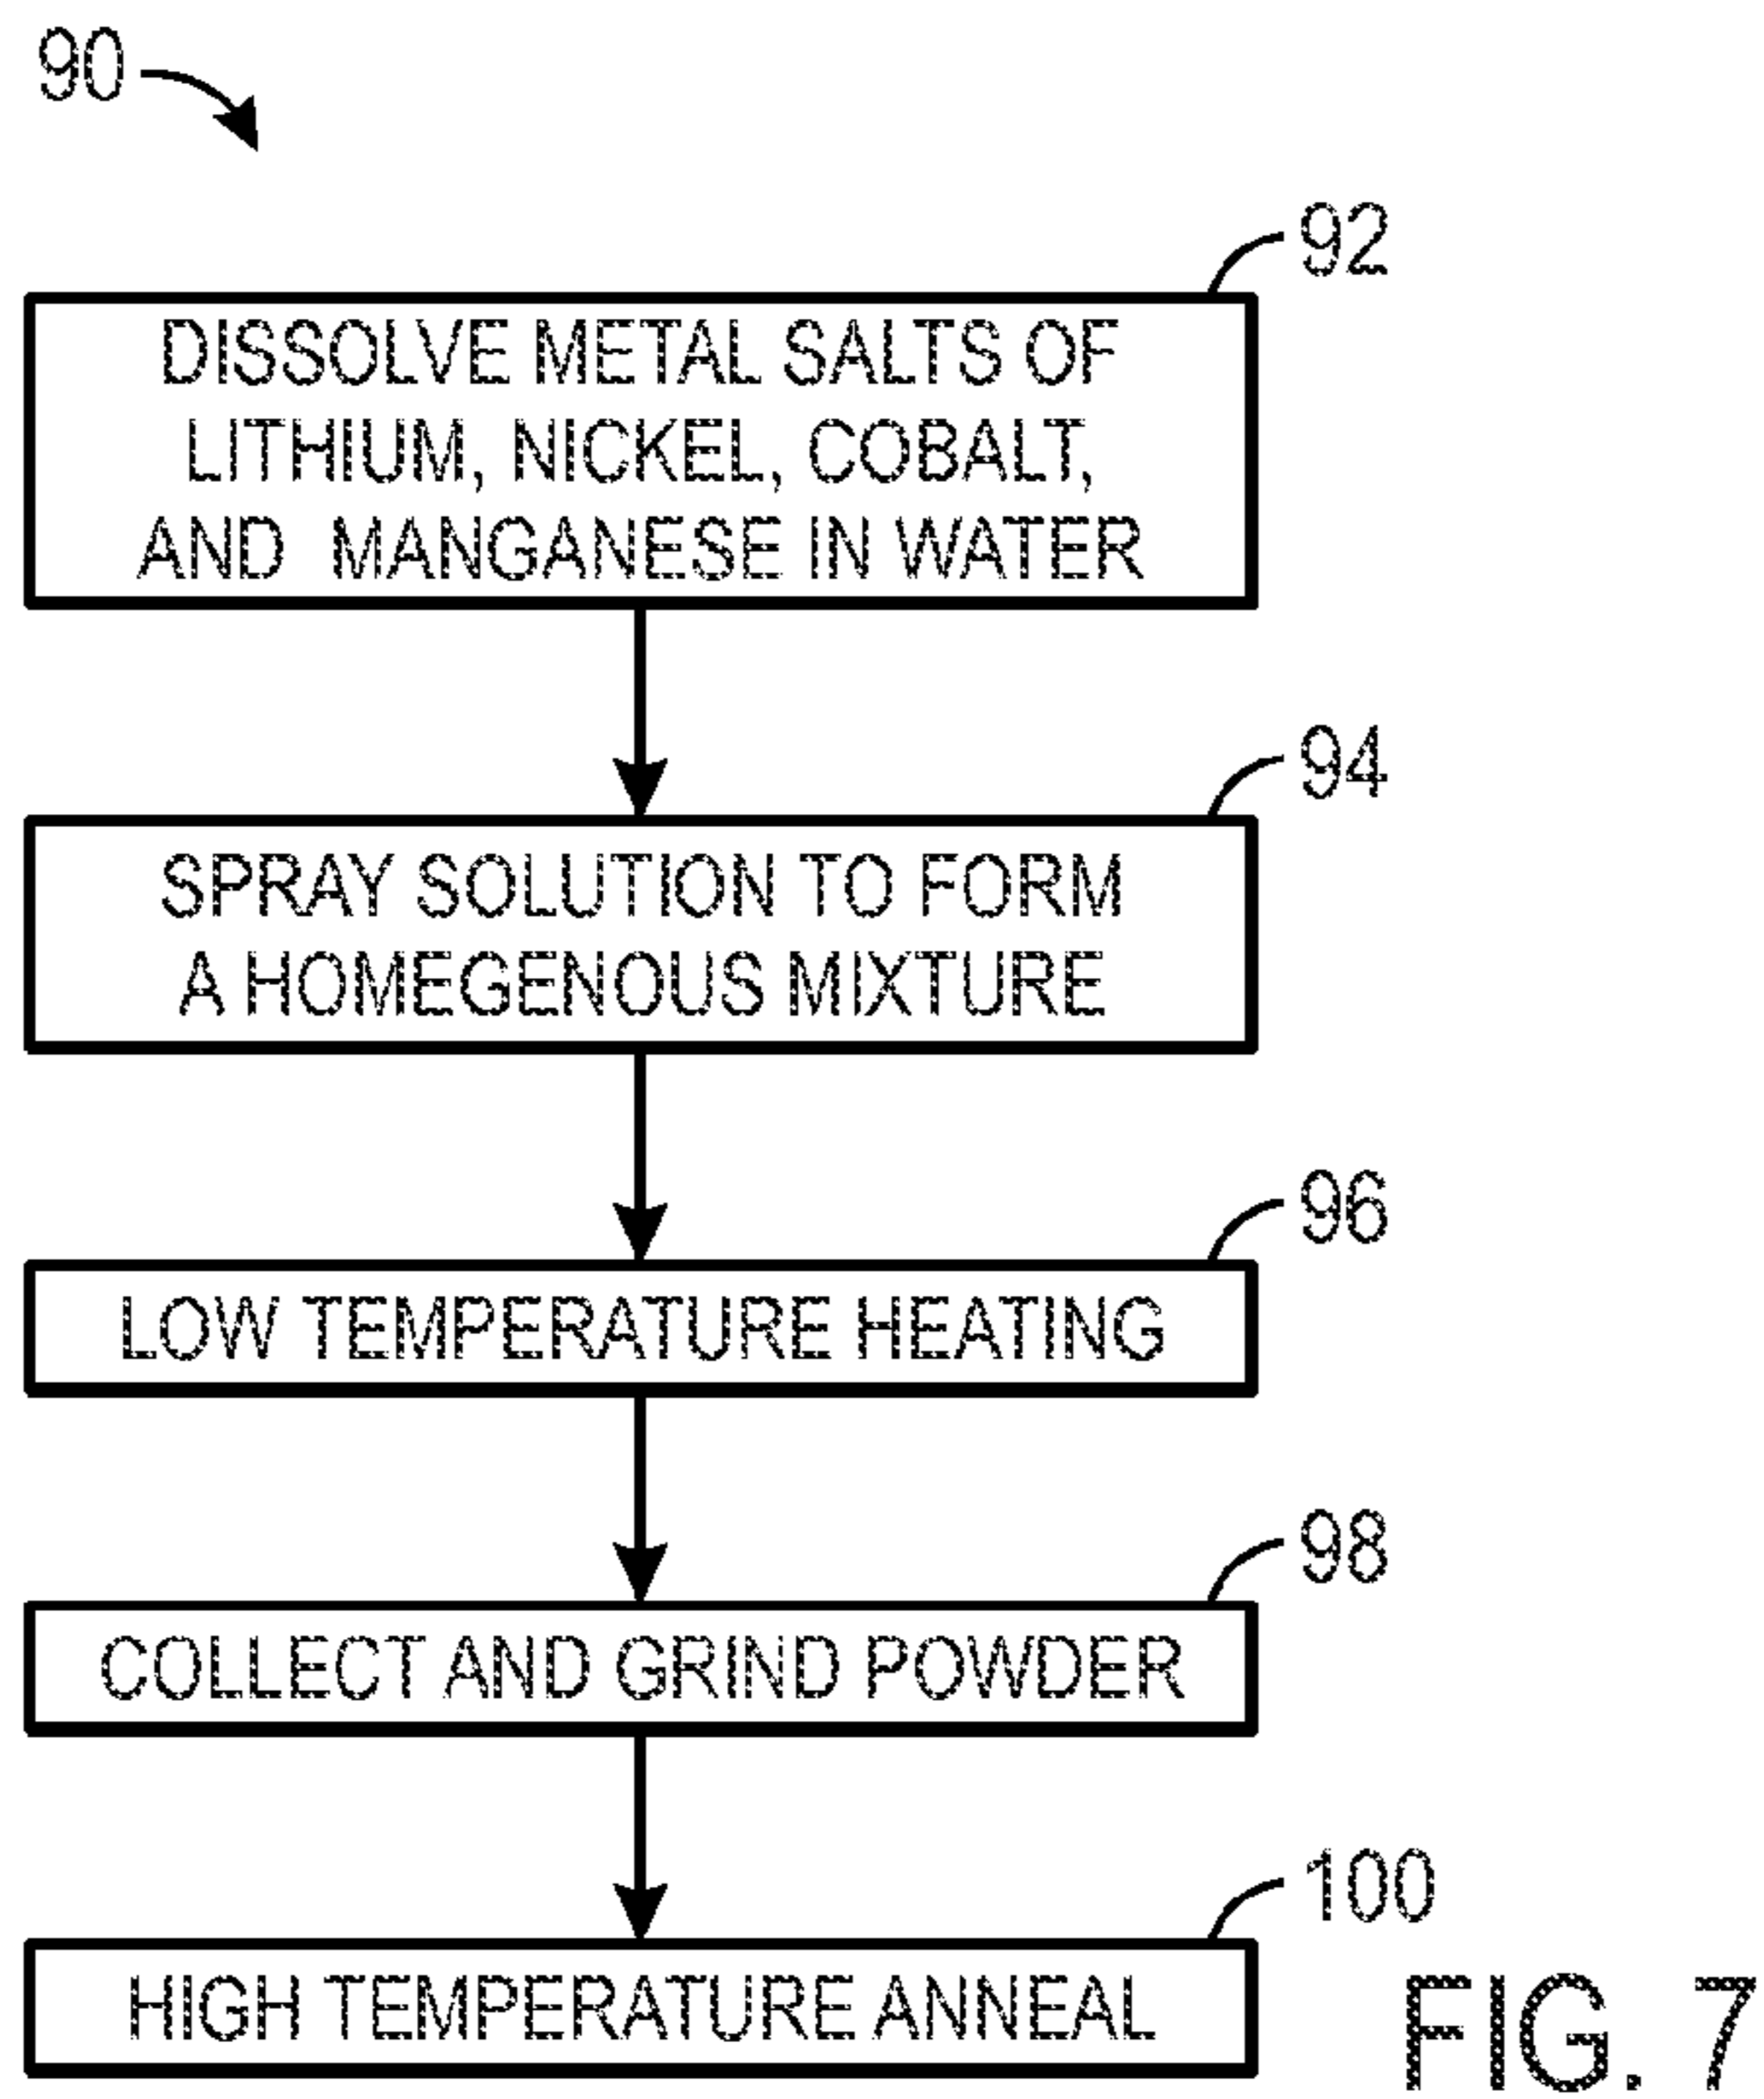 90
92
DISSOLVE METAL SALTS OF
LITHIUM, NICKEL, COBALT,
AND MANGANESE IN WATER
94
SPRAY SOLUTION TO FORM
A HOMEGENOUS MIXTURE
96
LOW TEMPERATURE HEATING
98
COLLECT AND GRIND POWDER
100
HIGH TEMPERATURE ANNEAL
FIG. 7